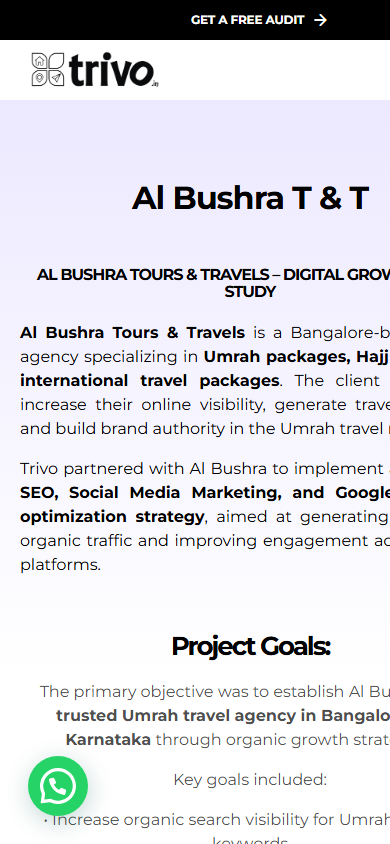 GET A FREE AUDIT
trivo.in
Al Bushra T & T
AL BUSHRA TOURS & TRAVELS – DIGITAL GROW
STUDY
Al Bushra Tours & Travels is a Bangalore-b
agency specializing in Umrah packages, Hajj
international travel packages. The client
increase their online visibility, generate trave
and build brand authority in the Umrah travel
Trivo partnered with Al Bushra to implement
SEO, Social Media Marketing, and Google
optimization strategy, aimed at generating
organic traffic and improving engagement ac
platforms.
Project Goals:
The primary objective was to establish Al Bu
trusted Umrah travel agency in Bangalo
Karnataka through organic growth strat
Key goals included:
• Increase organic search visibility for Umrah
keywords